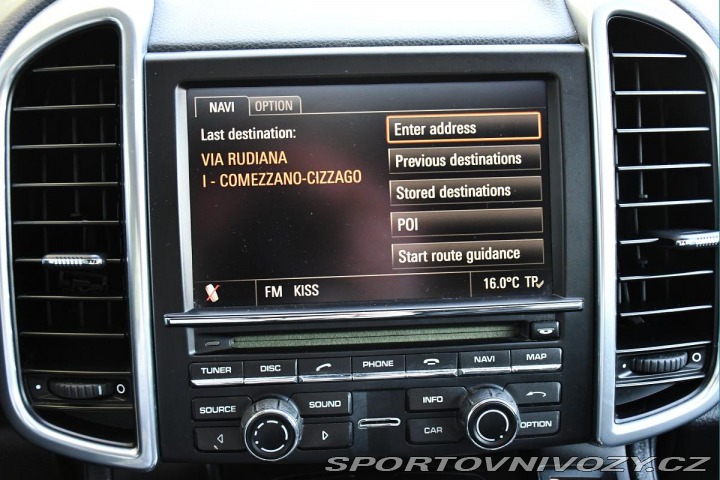 NAVI OPTION
Last destination:
VIA RUDIANA
I - COMEZZANO-CIZZAGO
Enter address
Previous destinations
Stored destinations
POI
Start route guidance
FM KISS 16.0°C TP
TUNER DISC PHONE NAVI MAP
SOURCE SOUND INFO
CAR OPTION
SPORTOVNIVOZY.CZ